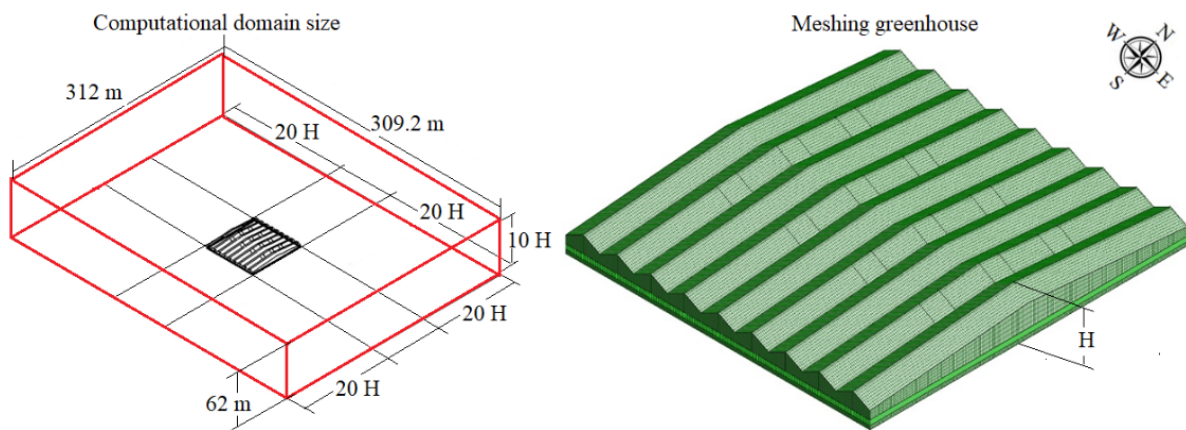 Computational domain size
Meshing greenhouse
W
N
S
E
312 m
309.2 m
20 H
20 H
10 H
20 H
20 H
62 m
H